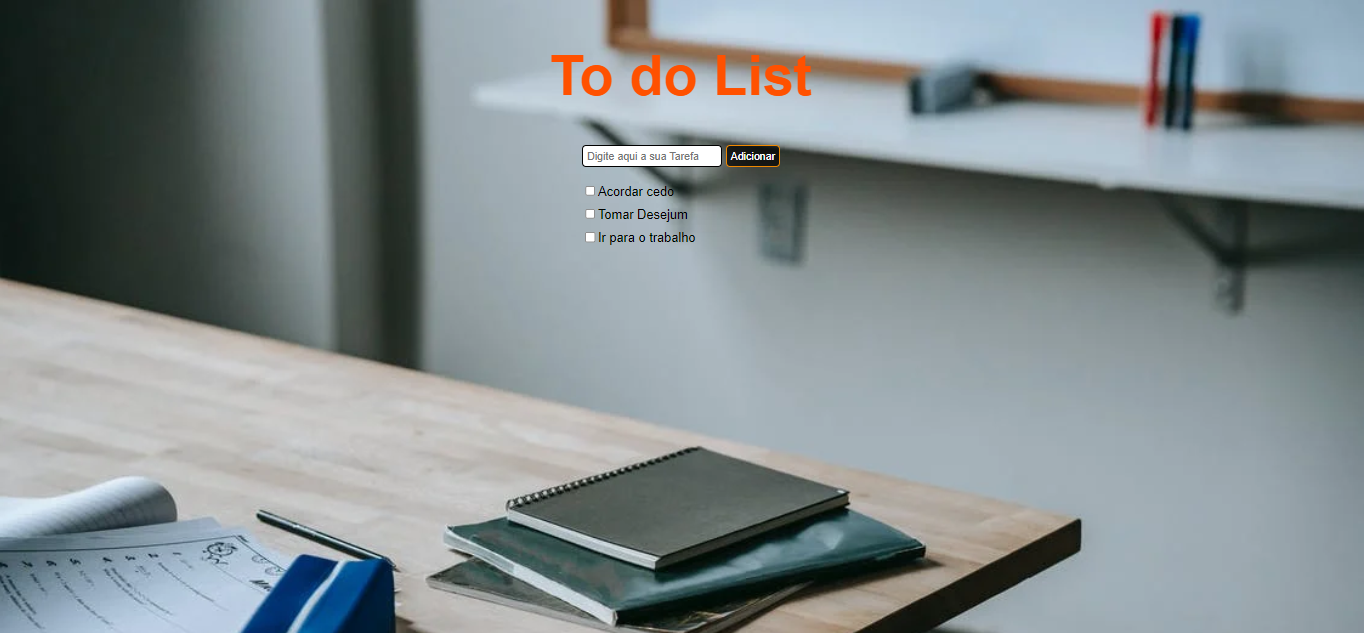 To do List
Digite aqui a sua Tarefa Adicionar
Acordar cedo
Tomar Desejum
Ir para o trabalho